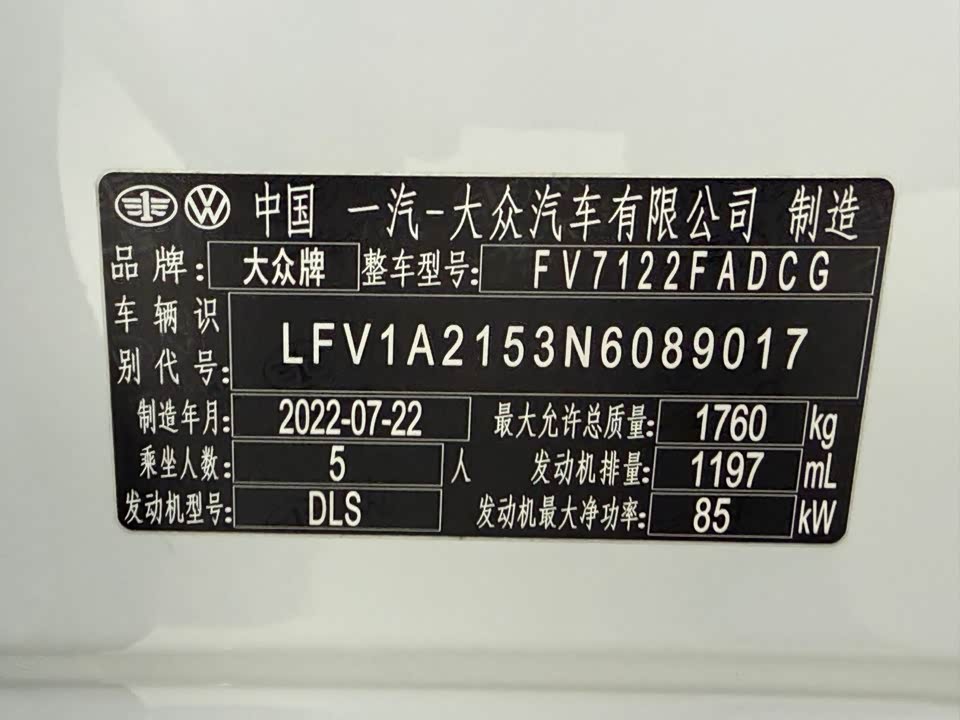 中国 一汽-大众汽车有限公司 制造
品牌: 大众牌 整车型号: FV7122FADCG
车辆识别代号: LFV1A2153N6089017
制造年月: 2022-07-22 最大允许总质量: 1760 kg
乘坐人数: 5 人 发动机排量: 1197 mL
发动机型号: DLS 发动机最大净功率: 85 kW